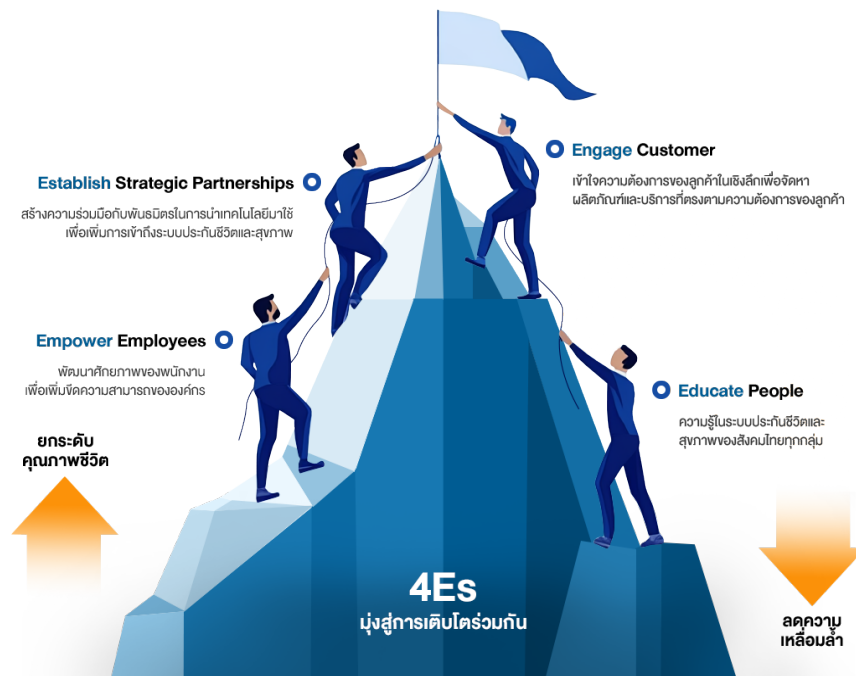 Engage Customer
เข้าใจความต้องการของลูกค้าในเชิงลึกเพื่อจัดหา
ผลิตภัณฑ์และบริการที่ตรงตามความต้องการของลูกค้า
Establish Strategic Partnerships
สร้างความร่วมมือกับพันธมิตรในการนำเทคโนโลยีมาใช้
เพื่อเพิ่มการเข้าถึงระบบประกันชีวิตและสุขภาพ
Empower Employees
พัฒนาศักยภาพของพนักงาน
เพื่อเพิ่มขีดความสามารถขององค์กร
Educate People
ความรู้ในระบบประกันชีวิตและ
สุขภาพของสังคมไทยทุกกลุ่ม
ยกระดับ
คุณภาพชีวิต
4Es
มุ่งสู่การเติบโตร่วมกัน
ลดความ
เหลื่อมล้ำ